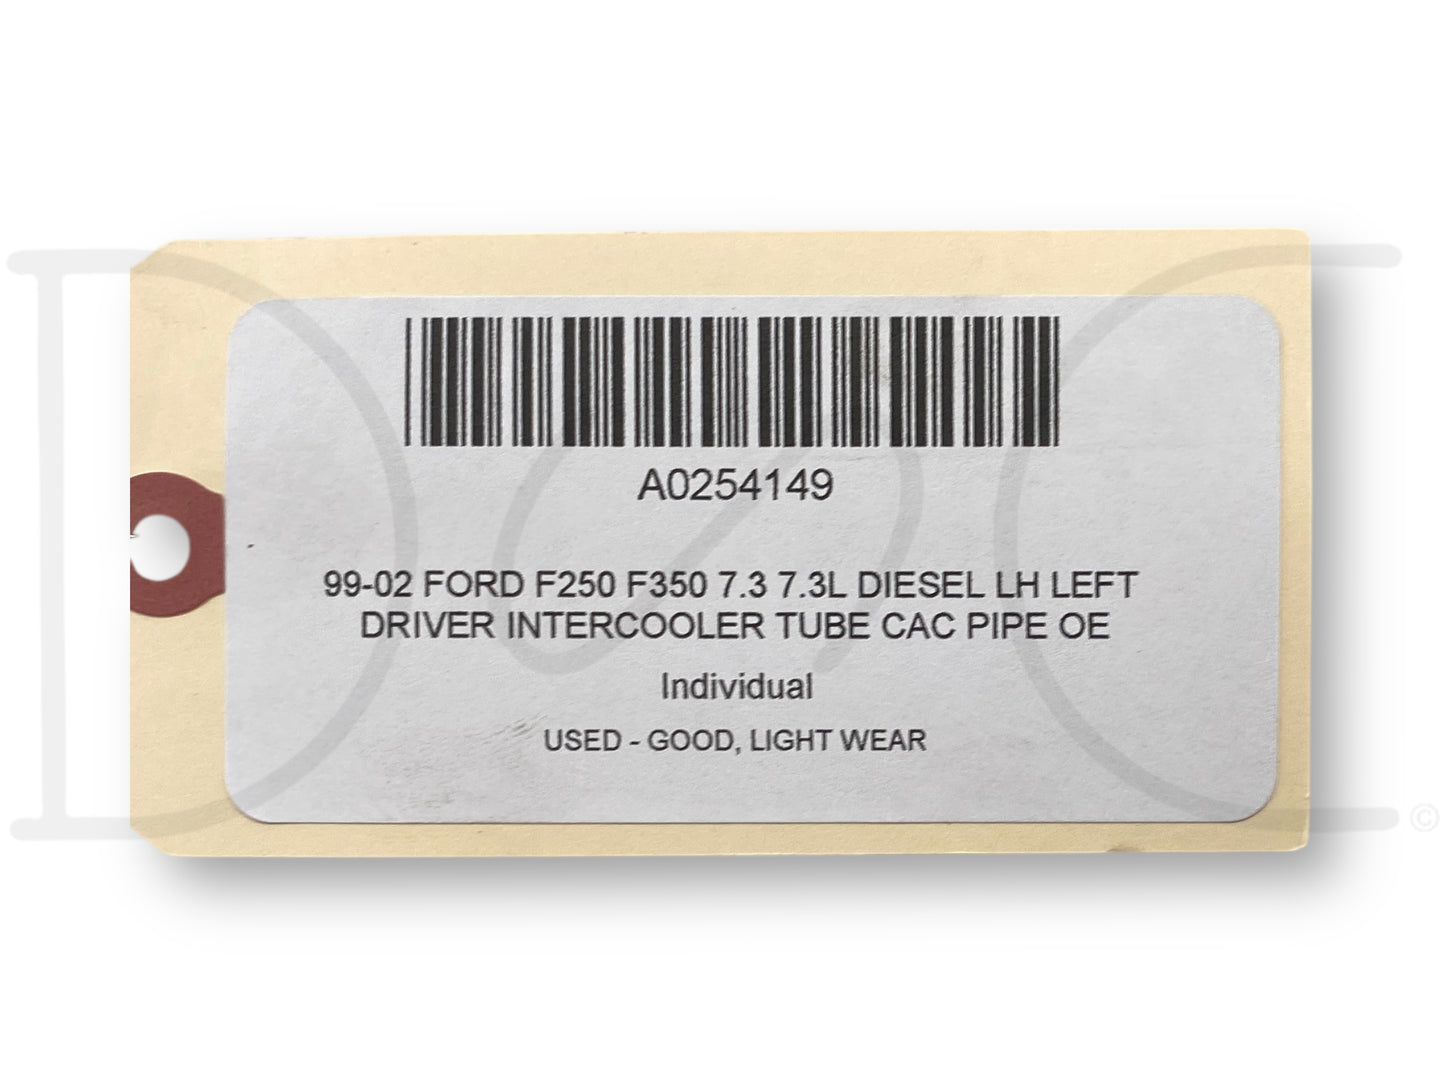 A0254149
99-02 FORD F250 F350 7.3 7.3L DIESEL LH LEFT
DRIVER INTERCOOLER TUBE CAC PIPE OE
Individual
USED - GOOD, LIGHT WEAR
©